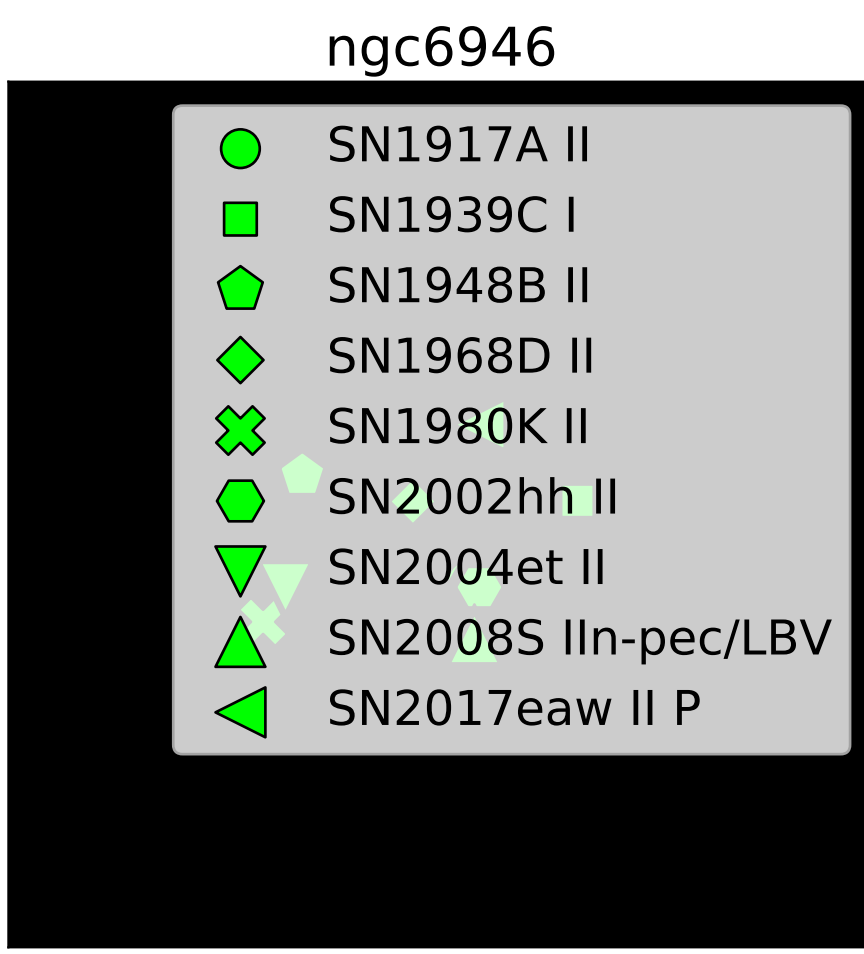 ngc6946
SN1917A II
SN1939C I
SN1948B II
SN1968D II
SN1980K II
SN2002hh II
SN2004et II
SN2008S IIn-pec/LBV
SN2017eaw II P